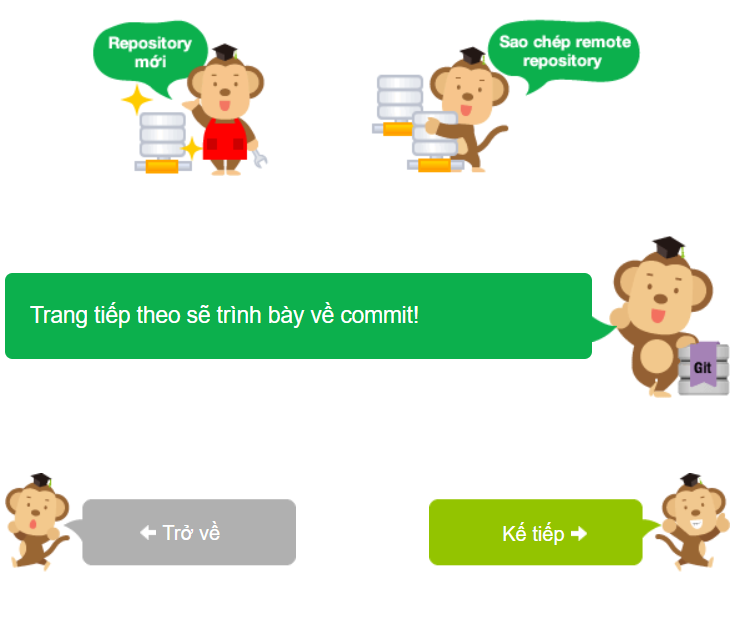 Repository
mới
Sao chép remote
repository
Trang tiếp theo sẽ trình bày về commit!
Git
Trở về
Kế tiếp